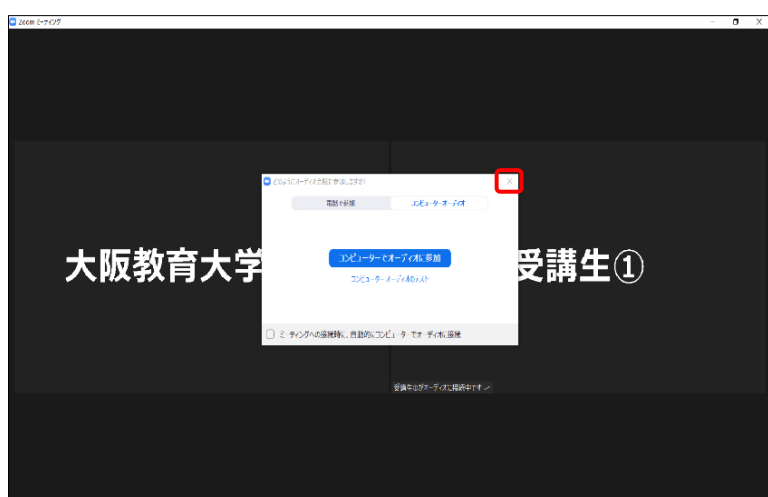 Zoom ミーティング
どのようにオーディオ会議に参加しますか?
電話で参加
コンピューターオーディオ
コンピューターでオーディオに参加
コンピューターオーディオのテスト
大阪教育大学
受講生①
ミーティングへの接続時に、自動的にコンピューターでオーディオに接続
受講生①がオーディオに接続中です